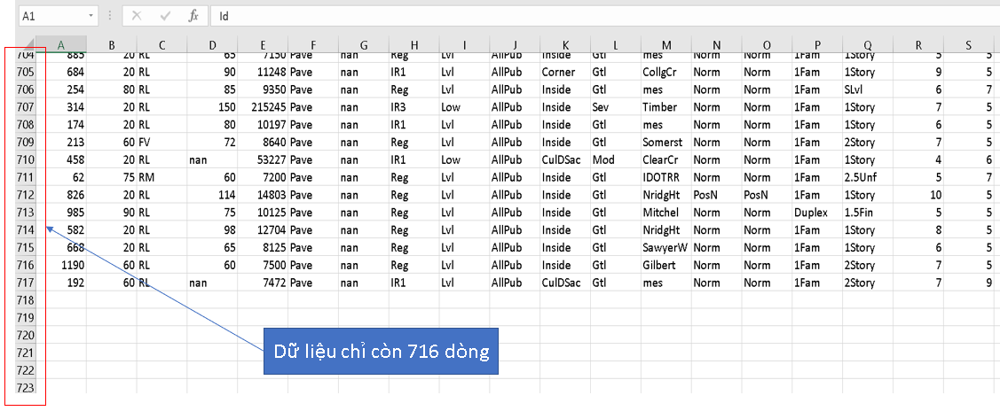 A1 fx Id
A B C D E F G H I J K L M N O P Q R S
704 885 20 RL 65 7150 Pave nan Reg Lvl AllPub Inside Gtl mes Norm Norm 1Fam 1Story 5 5
705 684 20 RL 90 11248 Pave nan IR1 Lvl AllPub Corner Gtl CollgCr Norm Norm 1Fam 1Story 9 5
706 254 80 RL 85 9350 Pave nan Reg Lvl AllPub Inside Gtl mes Norm Norm 1Fam SLvl 6 7
707 314 20 RL 150 215245 Pave nan IR3 Low AllPub Inside Sev Timber Norm Norm 1Fam 1Story 7 5
708 174 20 RL 80 10197 Pave nan IR1 Lvl AllPub Inside Gtl mes Norm Norm 1Fam 1Story 6 5
709 213 60 FV 72 8640 Pave nan Reg Lvl AllPub Inside Gtl Somerst Norm Norm 1Fam 2Story 7 5
710 458 20 RL nan 53227 Pave nan IR1 Low AllPub CulDSac Mod ClearCr Norm Norm 1Fam 1Story 4 6
711 62 75 RM 60 7200 Pave nan Reg Lvl AllPub Inside Gtl IDOTRR Norm Norm 1Fam 2.5Unf 5 7
712 826 20 RL 114 14803 Pave nan Reg Lvl AllPub Inside Gtl NridgHt PosN PosN 1Fam 1Story 10 5
713 985 90 RL 75 10125 Pave nan Reg Lvl AllPub Inside Gtl Mitchel Norm Norm Duplex 1.5Fin 5 5
714 582 20 RL 98 12704 Pave nan Reg Lvl AllPub Inside Gtl NridgHt Norm Norm 1Fam 1Story 8 5
715 668 20 RL 65 8125 Pave nan Reg Lvl AllPub Inside Gtl SawyerW Norm Norm 1Fam 1Story 6 5
716 1190 60 RL 60 7500 Pave nan Reg Lvl AllPub Inside Gtl Gilbert Norm Norm 1Fam 2Story 7 5
717 192 60 RL nan 7472 Pave nan IR1 Lvl AllPub CulDSac Gtl mes Norm Norm 1Fam 2Story 7 9
718
719
720
Dữ liệu chỉ còn 716 dòng
721
722
723